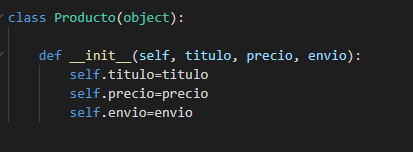 class Producto(object):
def __init__(self, titulo, precio, envio):
self.titulo=titulo
self.precio=precio
self.envio=envio